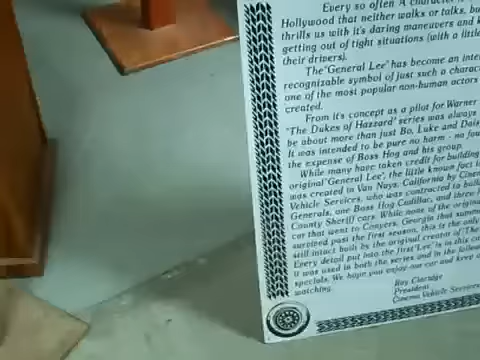 Every so often A character
Hollywood that neither walks or talks, bu
thrills us with it's daring maneuvers and
getting out of tight situations (with a little
their drivers).
The "General Lee" has become an inte
recognizable symbol of just such a charac
one of the most popular non-human actors
created.
From it's concept as a pilot for Warner
"The Dukes of Hazzard' series was always
be about more than just Bo, Luke and Dais
It was intended to be pure no harm - no fou
the expense of Boss Hog and his group.
While many have taken credit for building
original "General Lee", the little known fact i
was created in Van Nuys, California by Cinem
Vehicle Services, who was contracted to buil
Generals, one Boss Hog Cadillac, and three
County Sheriff cars. While none of the origina
car that went to Conyers, Georgia that summ
survived past the first season, this is the only
still intact built by the original creator of "The
Every detail put into the first "Lee" is in this c
it was used in both the series and in the follow
specials. We hope you enjoy our car and keep
watching.
Ray Claridge
President
Cinema Vehicle Services